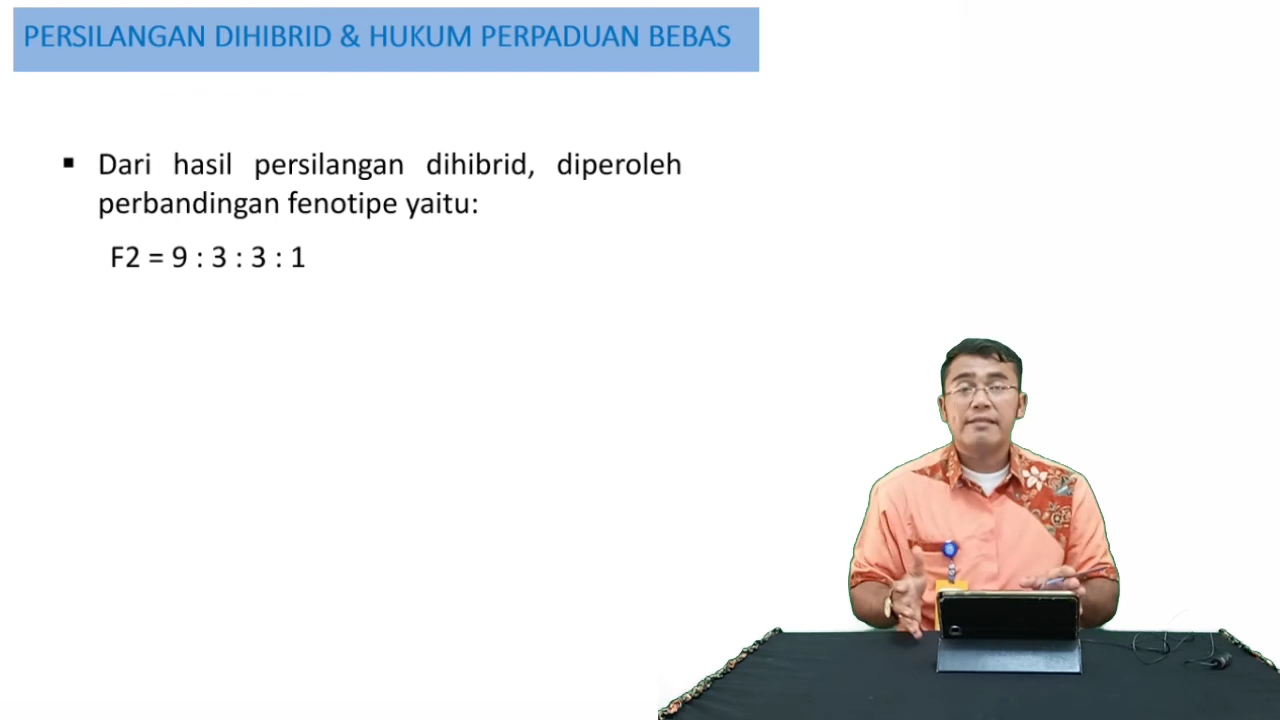 PERSILANGAN DIHIBRID & HUKUM PERPADUAN BEBAS
▪ Dari hasil persilangan dihibrid, diperoleh
perbandingan fenotipe yaitu:
F2 = 9 : 3 : 3 : 1